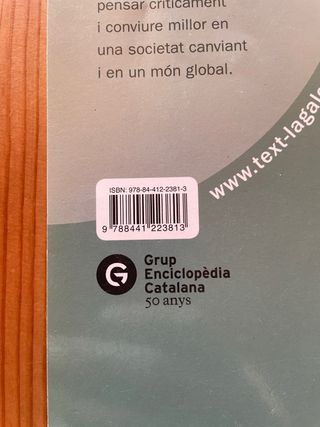 pensar críticament
i conviure millor en
una societat canviant
i en un món global.
www.text-lagale
ISBN: 978-84-412-2381-3
9 788441 223813
G
Grup
Enciclopèdia
Catalana
50 anys